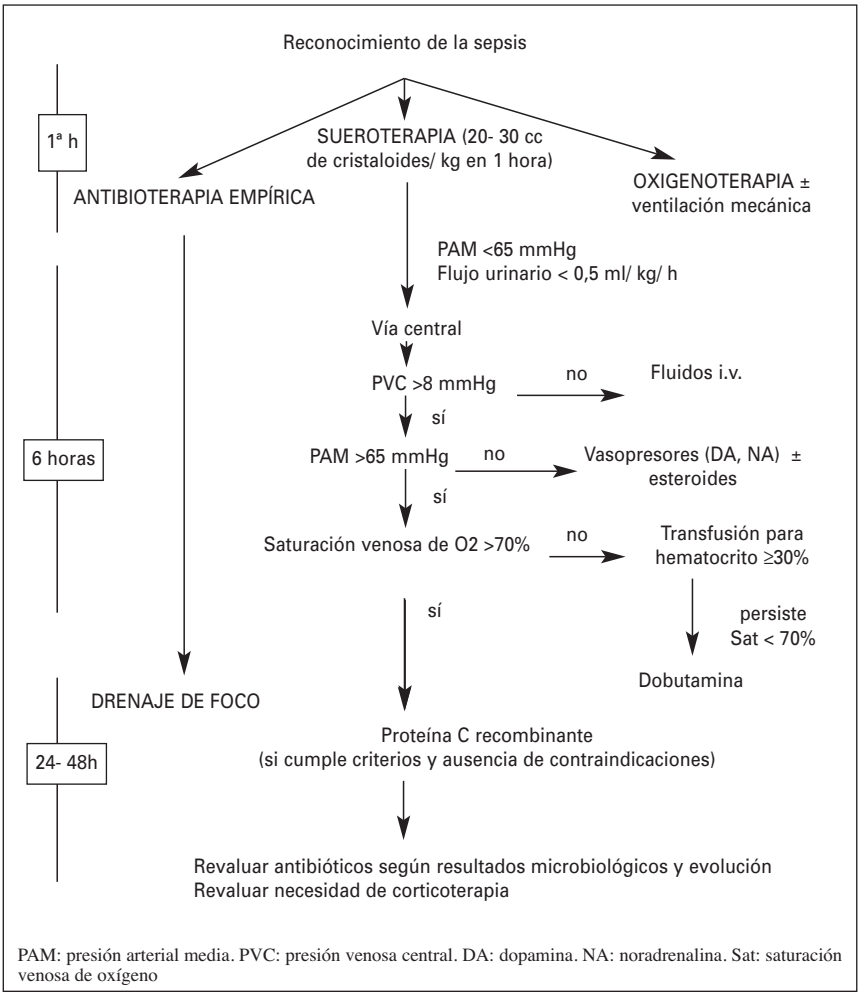 Reconocimiento de la sepsis
1ª h
SUEROTERAPIA (20- 30 cc
de cristaloides/ kg en 1 hora)
ANTIBIOTERAPIA EMPÍRICA
OXIGENOTERAPIA ±
ventilación mecánica
PAM <65 mmHg
Flujo urinario < 0,5 ml/ kg/ h
Vía central
PVC >8 mmHg
no
Fluidos i.v.
sí
6 horas
PAM >65 mmHg
no
Vasopresores (DA, NA) ±
esteroides
sí
Saturación venosa de O2 >70%
no
Transfusión para
hematocrito ≥30%
sí
persiste
Sat < 70%
Dobutamina
DRENAJE DE FOCO
24- 48h
Proteína C recombinante
(si cumple criterios y ausencia de contraindicaciones)
Revaluar antibióticos según resultados microbiológicos y evolución
Revaluar necesidad de corticoterapia
PAM: presión arterial media. PVC: presión venosa central. DA: dopamina. NA: noradrenalina. Sat: saturación
venosa de oxígeno